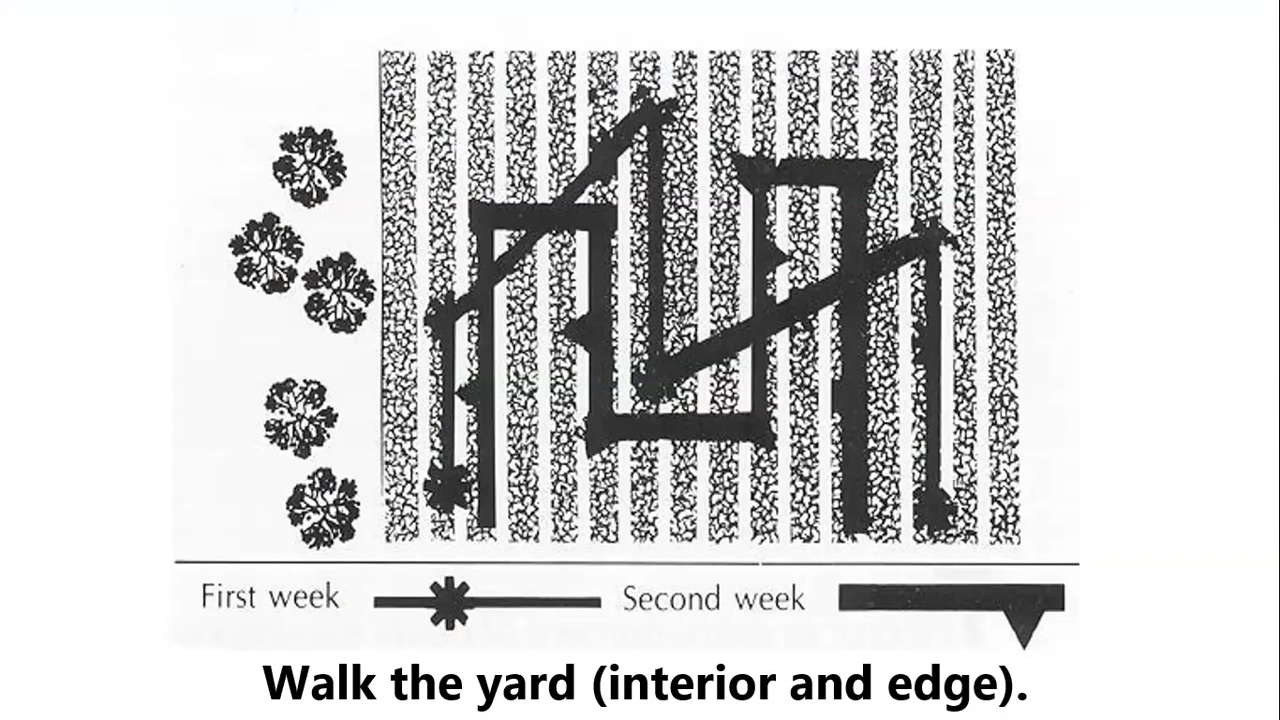 First week
Second week
Walk the yard (interior and edge).